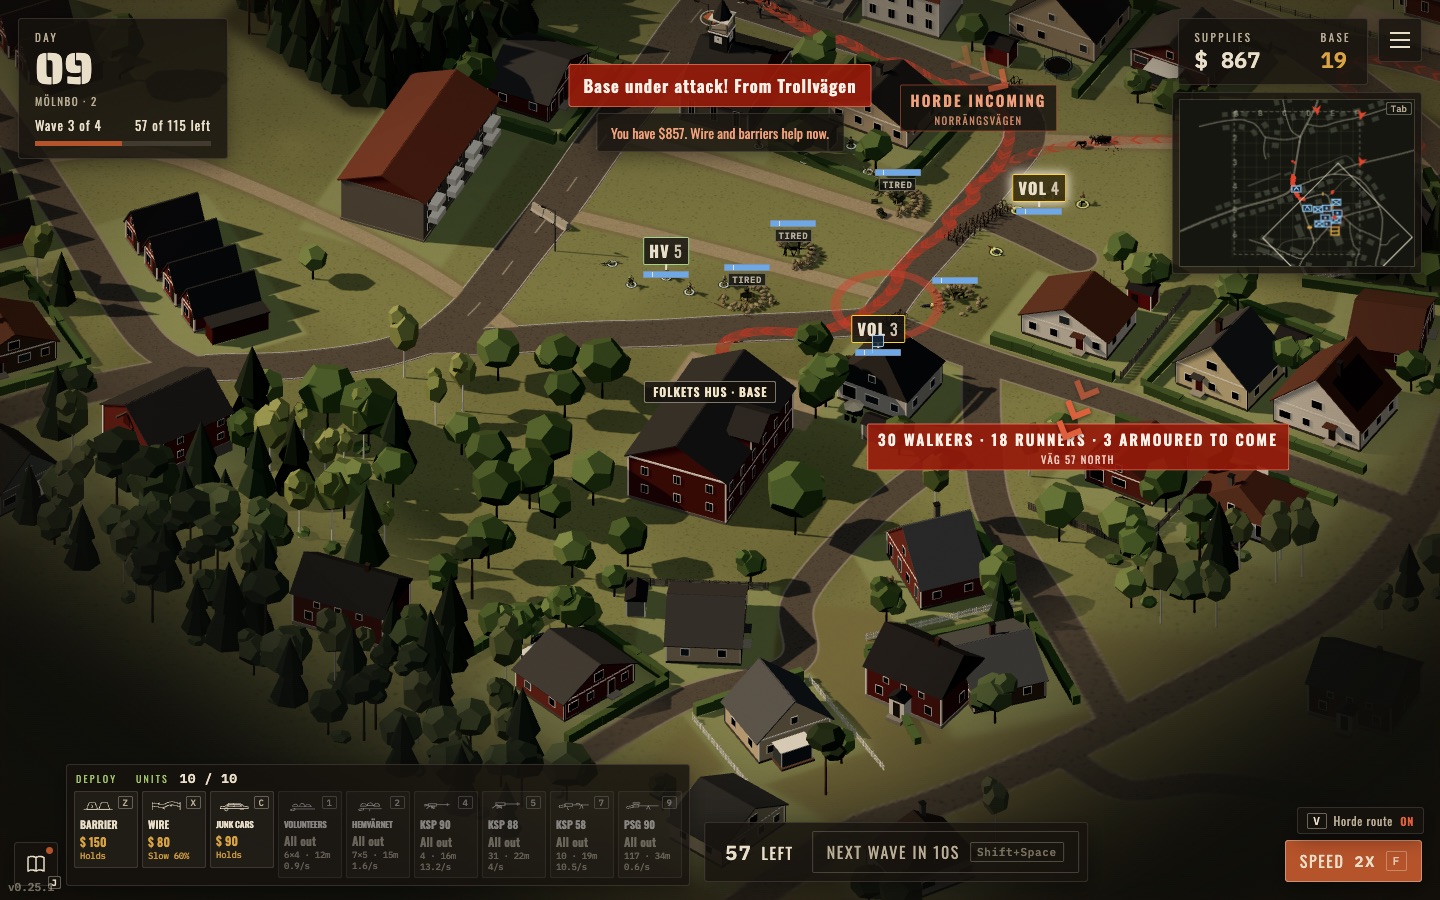 DAY
09
MÖLNBO · 2
Wave 3 of 4
57 of 115 left
Base under attack! From Trollvägen
You have $857. Wire and barriers help now.
HORDE INCOMING
NORRÄNGSVÄGEN
SUPPLIES
$ 867
BASE
19
Tab
TIRED
VOL 4
TIRED
HV 5
TIRED
VOL 3
FOLKETS HUS · BASE
30 WALKERS · 18 RUNNERS · 3 ARMOURED TO COME
VÄG 57 NORTH
DEPLOY UNITS 10 / 10
Z
BARRIER
$ 150
Holds
X
WIRE
$ 80
Slow 60%
C
JUNK CARS
$ 90
Holds
1
VOLUNTEERS
All out
6×4 · 12m
0.9/s
2
HEMVÄRNET
All out
7×5 · 15m
1.6/s
4
KSP 90
All out
4 · 16m
13.2/s
5
KSP 88
All out
31 · 22m
4/s
7
KSP 58
All out
10 · 19m
10.5/s
9
PSG 90
All out
117 · 34m
0.6/s
57 LEFT
NEXT WAVE IN 10S Shift+Space
V Horde route ON
SPEED 2X F
J
v0.25.1